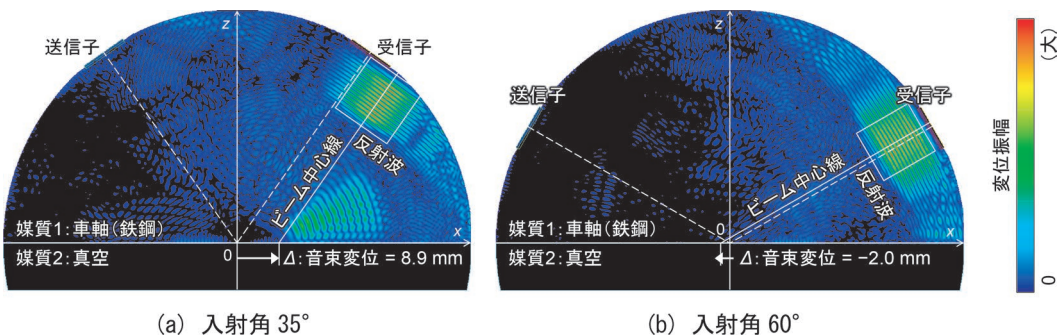 z
送信子
受信子
ビーム中心線
反射波
媒質1：車軸（鉄鋼）
x
媒質2：真空
0
Δ：音束変位 = 8.9 mm
(a) 入射角 35°
z
送信子
受信子
ビーム中心線
反射波
媒質1：車軸（鉄鋼）
0
x
媒質2：真空
Δ：音束変位 = −2.0 mm
(b) 入射角 60°
（大）
変位振幅
0